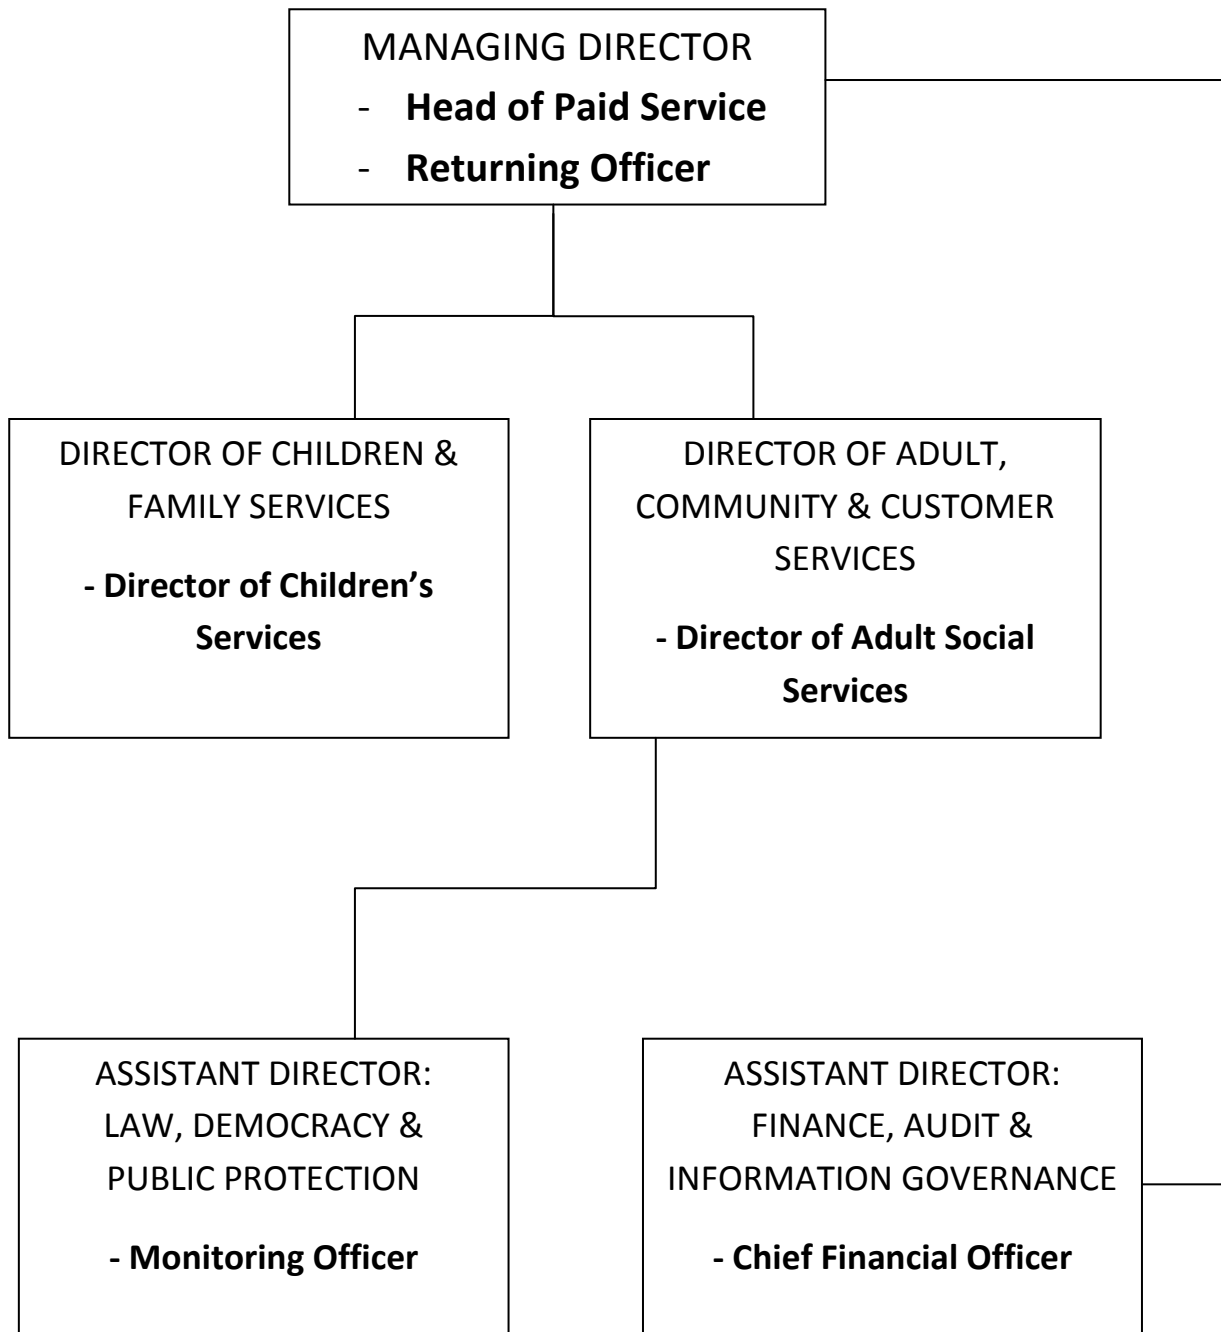 MANAGING DIRECTOR
- Head of Paid Service
- Returning Officer
DIRECTOR OF CHILDREN &
FAMILY SERVICES
- Director of Children’s
Services
DIRECTOR OF ADULT,
COMMUNITY & CUSTOMER
SERVICES
- Director of Adult Social
Services
ASSISTANT DIRECTOR:
LAW, DEMOCRACY &
PUBLIC PROTECTION
- Monitoring Officer
ASSISTANT DIRECTOR:
FINANCE, AUDIT &
INFORMATION GOVERNANCE
- Chief Financial Officer